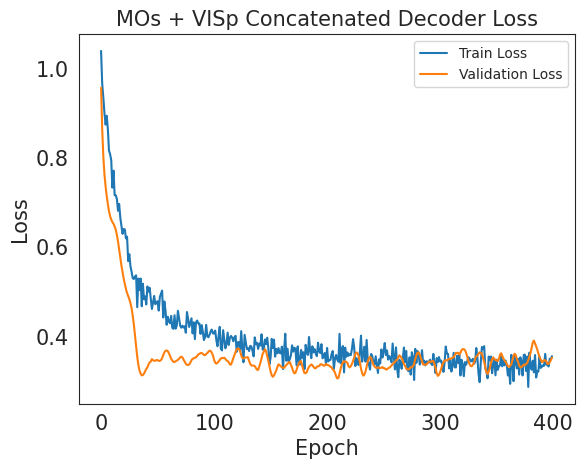 MOs + VISp Concatenated Decoder Loss
Train Loss
Validation Loss
1.0
0.8
0.6
0.4
Loss
0 100 200 300 400
Epoch